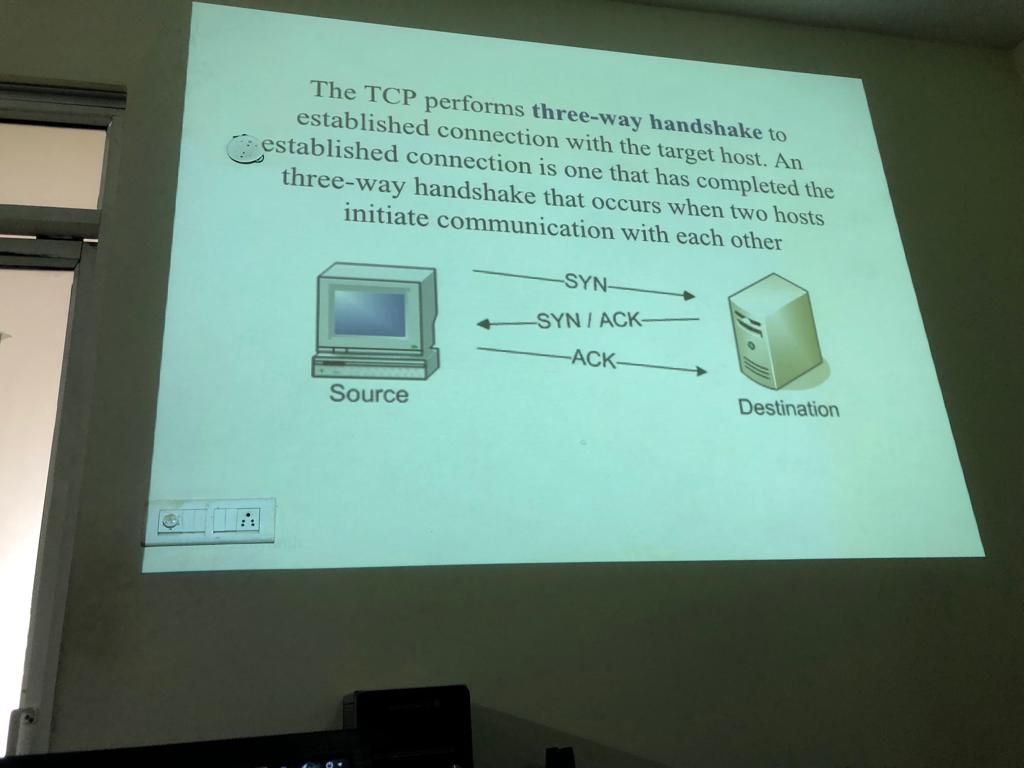 The TCP performs three-way handshake to
established connection with the target host. An
established connection is one that has completed the
three-way handshake that occurs when two hosts
initiate communication with each other
SYN
SYN / ACK
ACK
Source
Destination